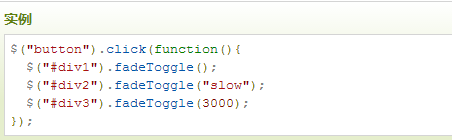 实例
$("button").click(function(){
  $("#div1").fadeToggle();
  $("#div2").fadeToggle("slow");
  $("#div3").fadeToggle(3000);
});